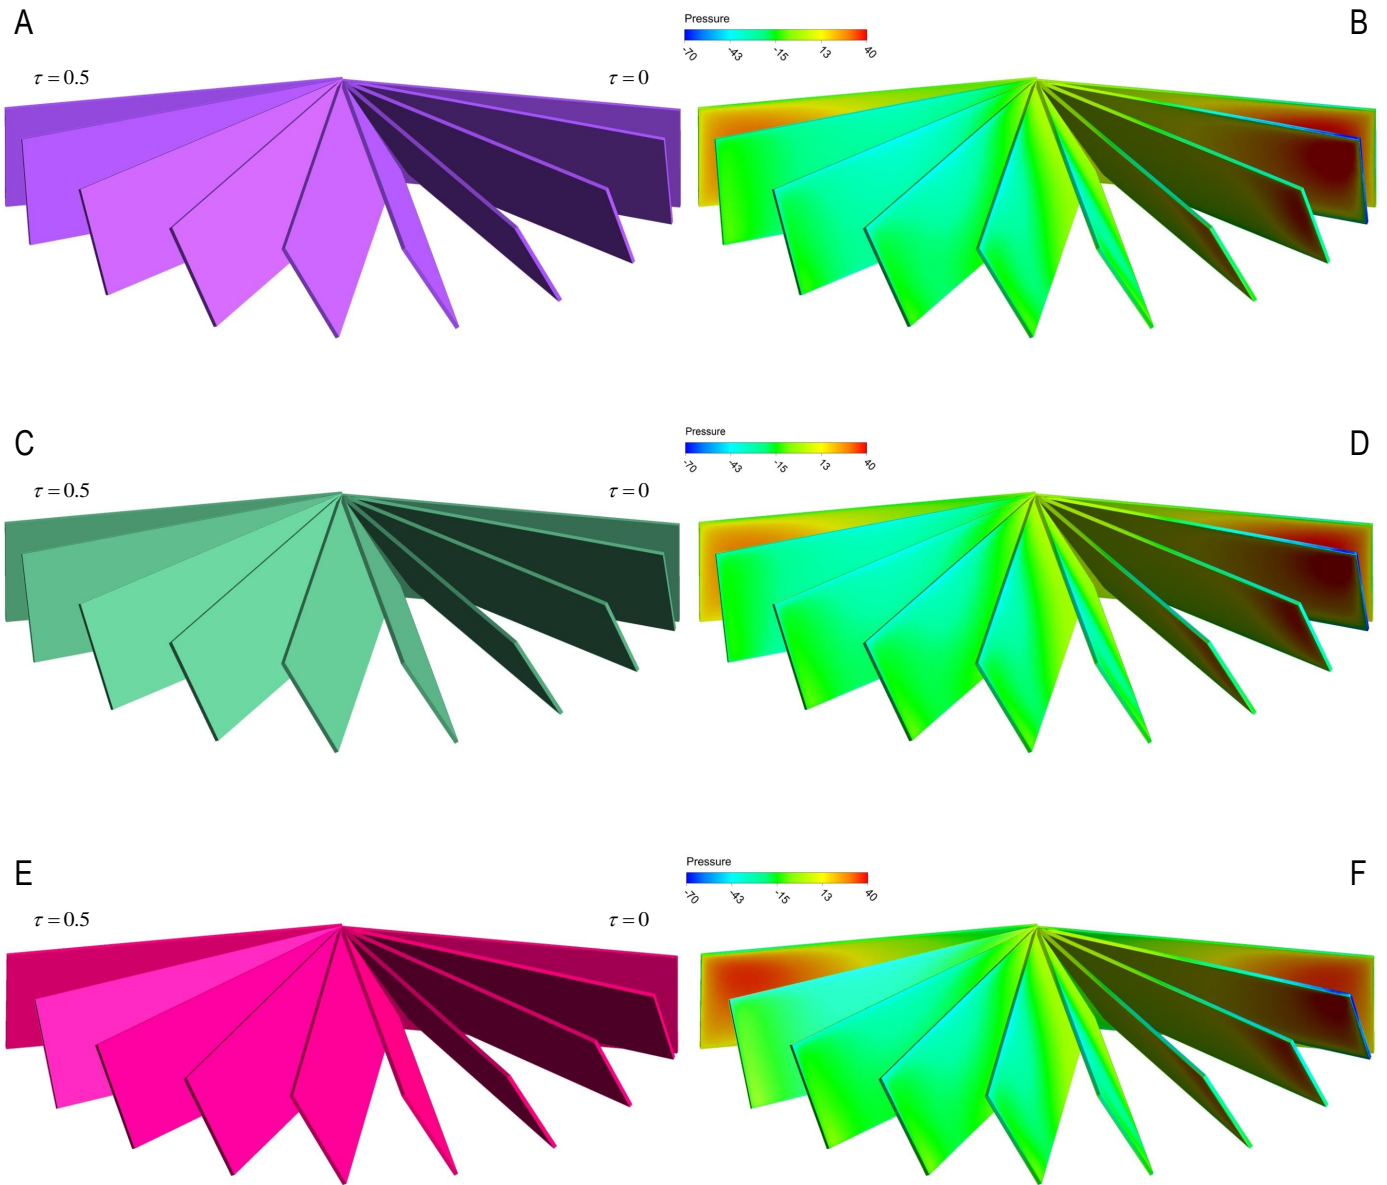 A
B
Pressure
-70 -43 -15 13 40
τ = 0.5
τ = 0
C
D
Pressure
-70 -43 -15 13 40
τ = 0.5
τ = 0
E
F
Pressure
-70 -43 -15 13 40
τ = 0.5
τ = 0